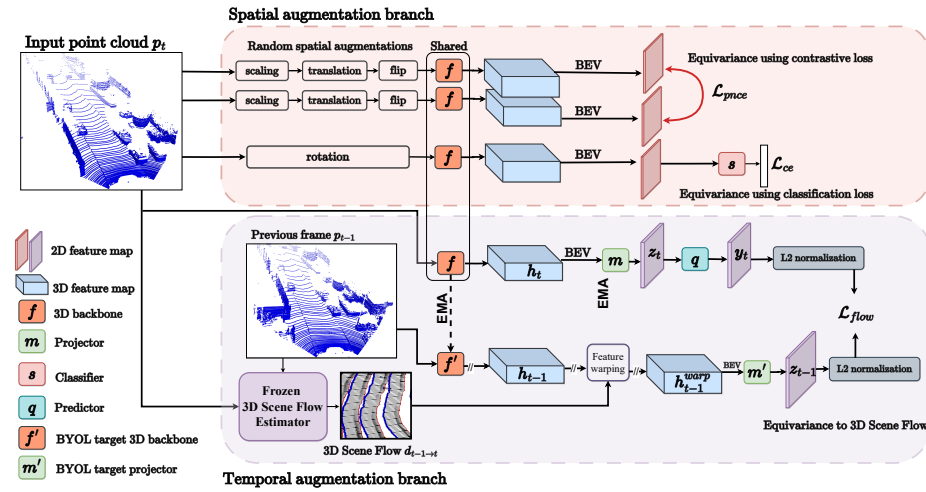 Spatial augmentation branch
Input point cloud p_t
Random spatial augmentations
Shared
scaling
translation
flip
f
BEV
Equivariance using contrastive loss
scaling
translation
flip
f
BEV
ℒ_pnce
rotation
f
BEV
s
ℒ_ce
Equivariance using classification loss
Previous frame p_{t−1}
f
h_t
BEV
m
z_t
q
y_t
L2 normalization
EMA
EMA
ℒ_flow
f'
//
h_{t−1}
//
Feature
warping
//
h_{t−1}^{warp}
BEV
m'
z_{t−1}
L2 normalization
Frozen
3D Scene Flow
Estimator
3D Scene Flow d_{t−1→t}
Equivariance to 3D Scene Flow
Temporal augmentation branch
2D feature map
3D feature map
f
3D backbone
m
Projector
s
Classifier
q
Predictor
f'
BYOL target 3D backbone
m'
BYOL target projector